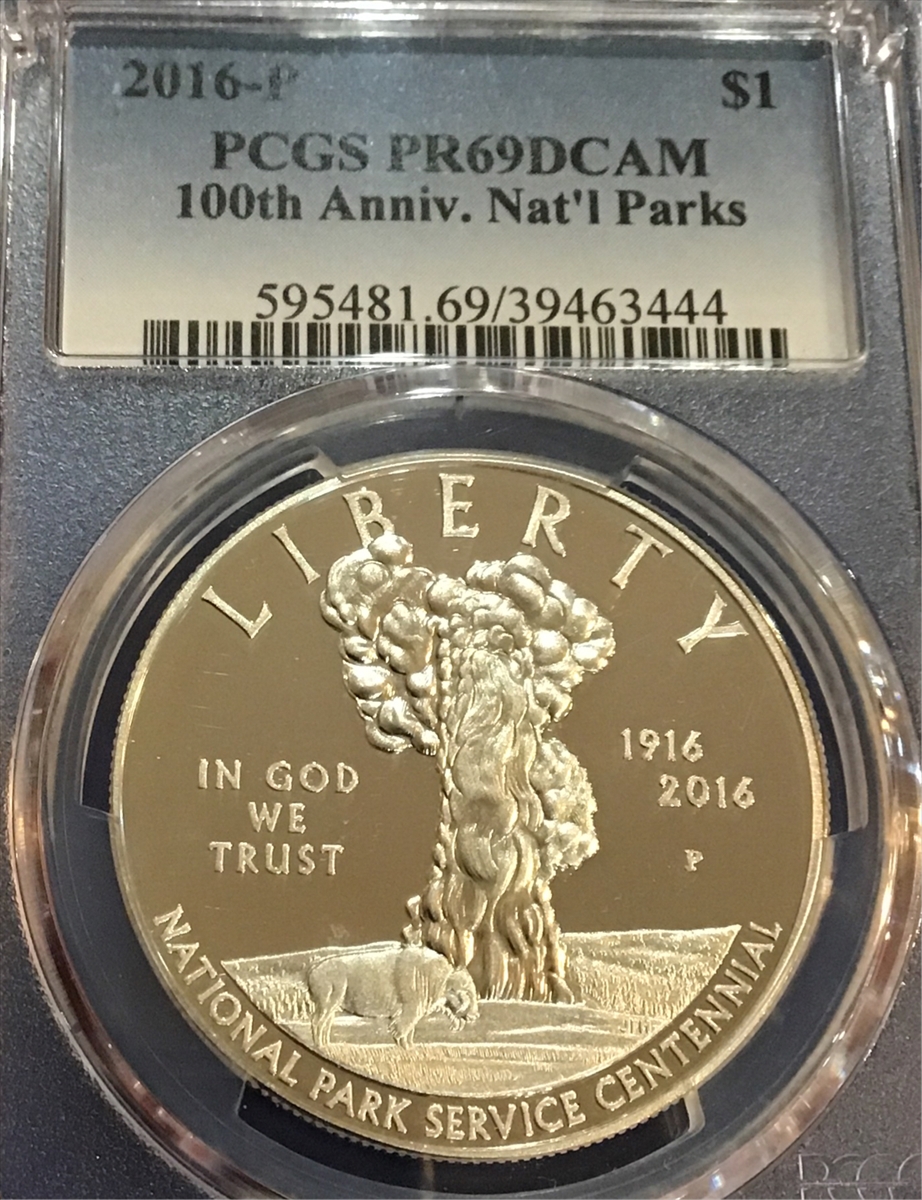 2016-P $1
PCGS PR69DCAM
100th Anniv. Nat'l Parks
595481.69/39463444
LIBERTY
IN GOD
WE
TRUST
1916
2016
P
NATIONAL PARK SERVICE CENTENNIAL
PCGS